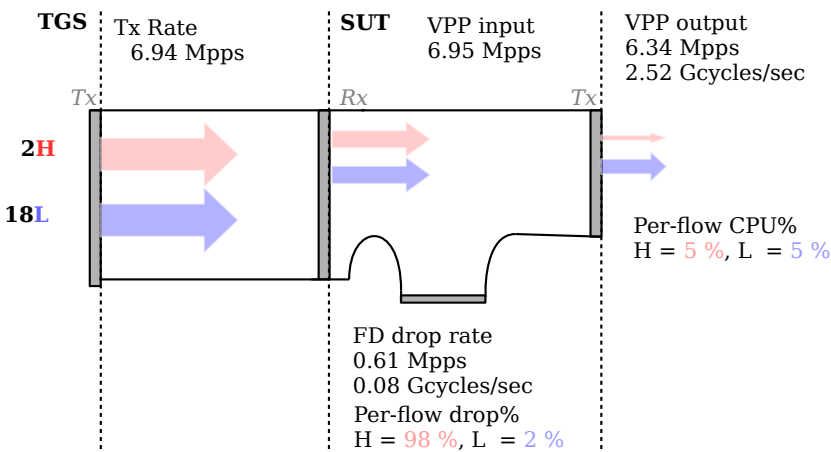 TGS
Tx Rate
6.94 Mpps
SUT
VPP input
6.95 Mpps
VPP output
6.34 Mpps
2.52 Gcycles/sec
Tx
Rx
Tx
2H
18L
Per-flow CPU%
H = 5 %, L = 5 %
FD drop rate
0.61 Mpps
0.08 Gcycles/sec
Per-flow drop%
H = 98 %, L = 2 %